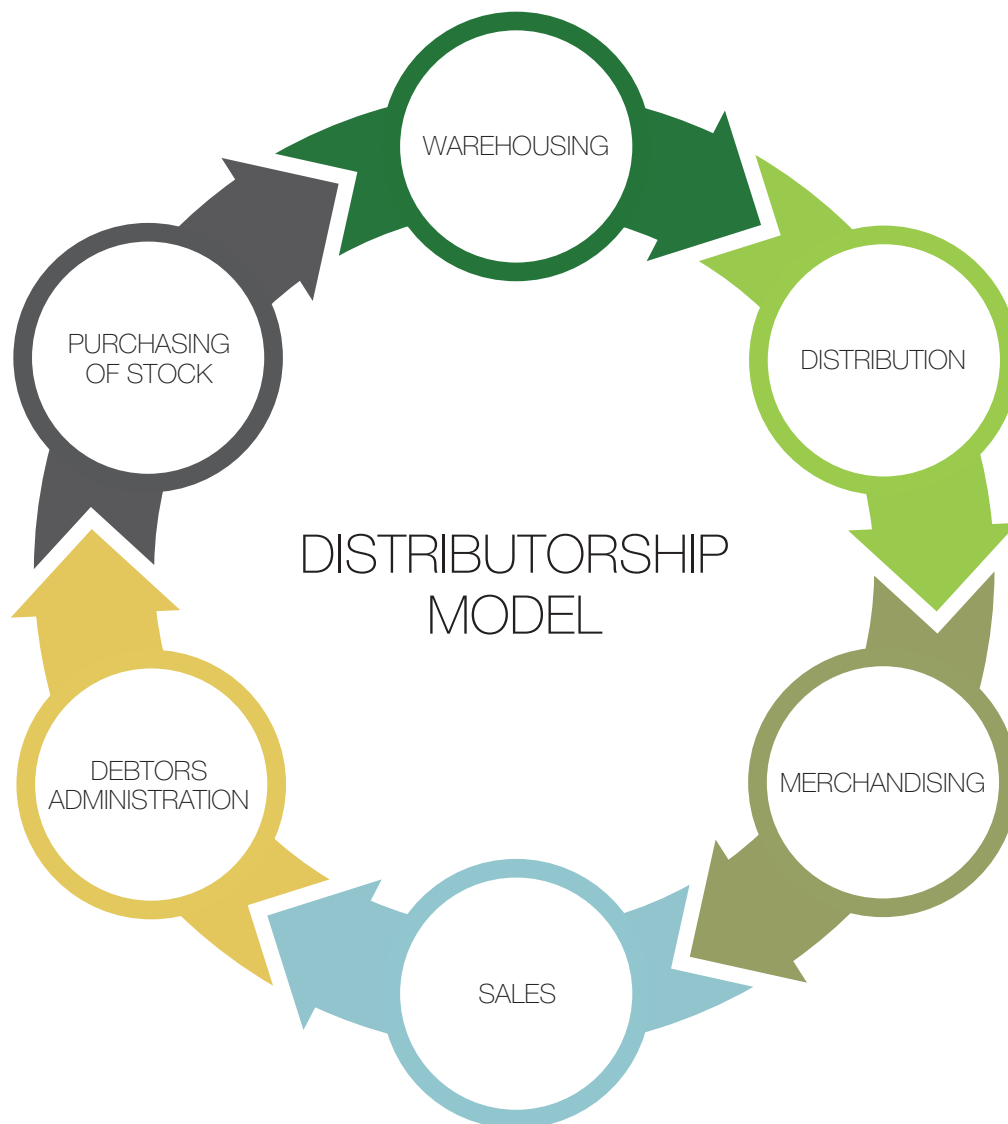 WAREHOUSING
PURCHASING
OF STOCK
DISTRIBUTION
DISTRIBUTORSHIP
MODEL
DEBTORS
ADMINISTRATION
MERCHANDISING
SALES